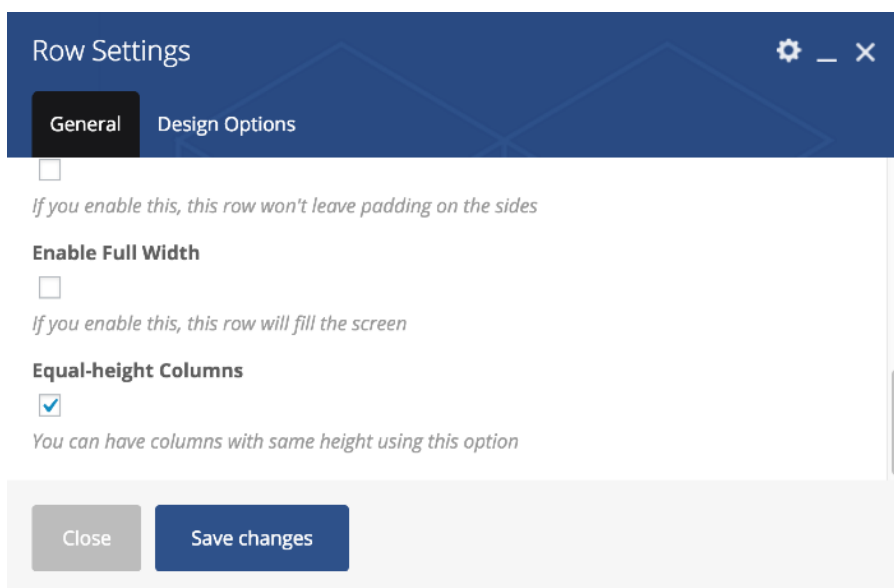 Row Settings
General Design Options
If you enable this, this row won't leave padding on the sides
Enable Full Width
If you enable this, this row will fill the screen
Equal-height Columns
You can have columns with same height using this option
Close Save changes